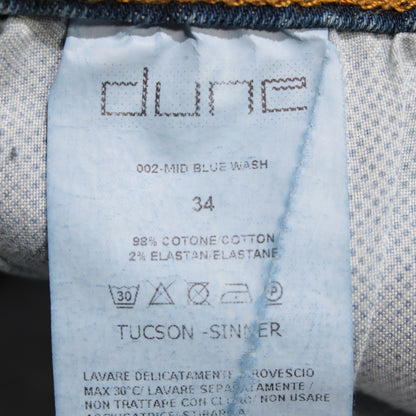 dune
002-MID BLUE WASH
34
98% COTONE/COTTON
2% ELASTAN/ELASTANE
30 P
TUCSON -SINNER
LAVARE DELICATAMENTE A ROVESCIO
MAX 30°C/ LAVARE SEPARATAMENTE /
NON TRATTARE CON CLORO / NON USARE